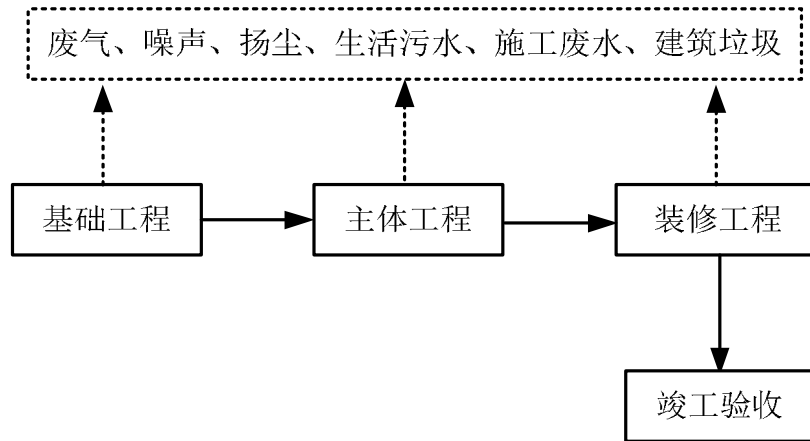 废气、噪声、扬尘、生活污水、施工废水、建筑垃圾
基础工程
主体工程
装修工程
竣工验收